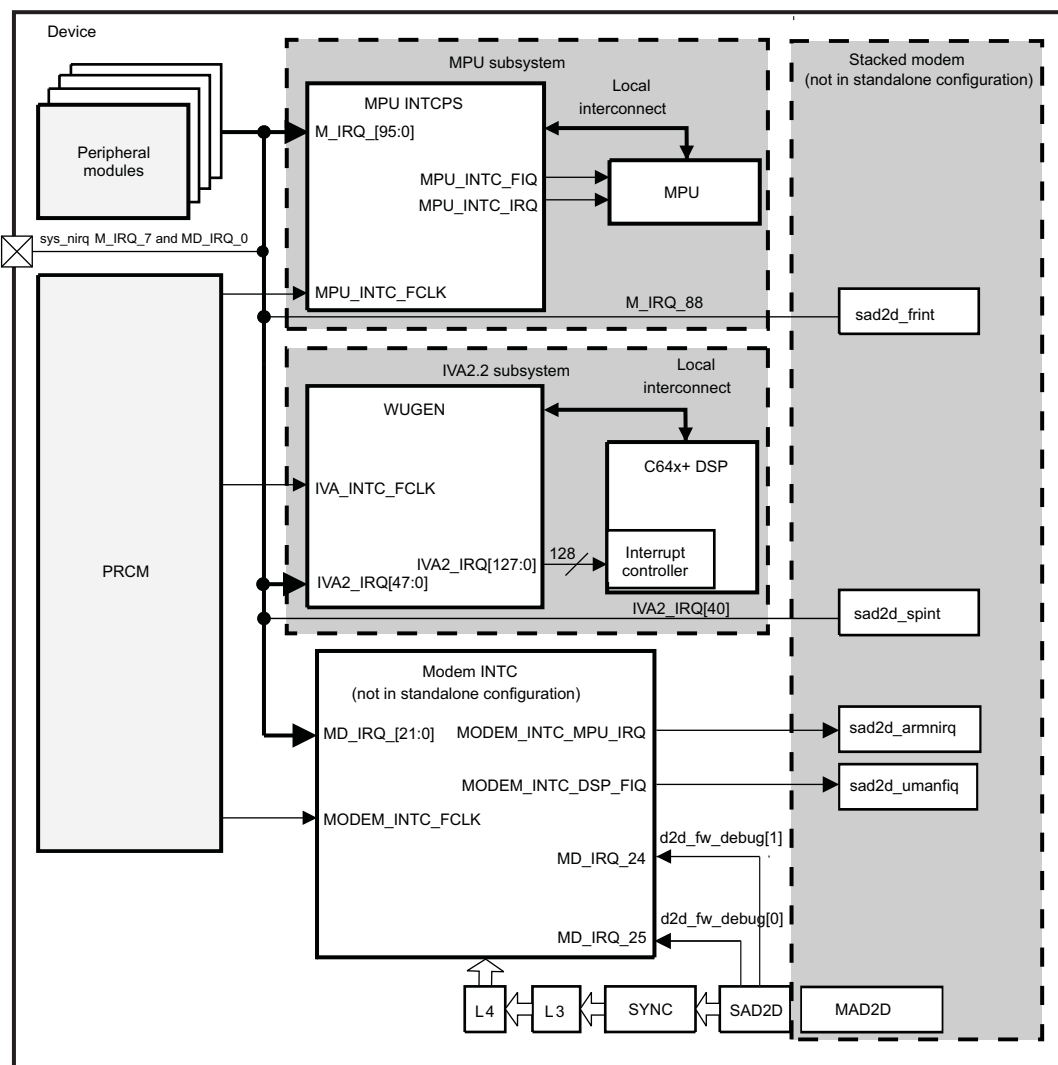 Device
MPU subsystem
Stacked modem
(not in standalone configuration)
MPU INTCPS
Local
interconnect
M_IRQ_[95:0]
Peripheral
modules
MPU_INTC_FIQ
MPU_INTC_IRQ
MPU
sys_nirq M_IRQ_7 and MD_IRQ_0
MPU_INTC_FCLK
M_IRQ_88
sad2d_frint
IVA2.2 subsystem
Local
interconnect
WUGEN
C64x+ DSP
IVA_INTC_FCLK
128
Interrupt
controller
IVA2_IRQ[127:0]
PRCM
IVA2_IRQ[47:0]
IVA2_IRQ[40]
sad2d_spint
Modem INTC
(not in standalone configuration)
MD_IRQ_[21:0]
MODEM_INTC_MPU_IRQ
sad2d_armnirq
MODEM_INTC_DSP_FIQ
sad2d_umanfiq
MODEM_INTC_FCLK
d2d_fw_debug[1]
MD_IRQ_24
d2d_fw_debug[0]
MD_IRQ_25
L4
L3
SYNC
SAD2D
MAD2D